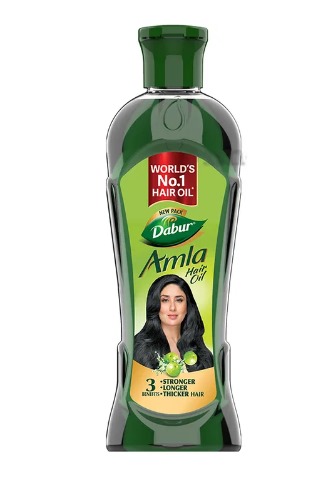 WORLD'S
No.1
HAIR OIL*
NEW PACK
Dabur
Amla
Hair
Oil
3 BENEFITS
•STRONGER
•LONGER
•THICKER HAIR